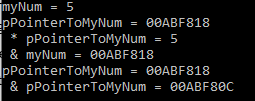 myNum = 5
pPointerToMyNum = 00ABF818
* pPointerToMyNum = 5
& myNum = 00ABF818
pPointerToMyNum = 00ABF818
& pPointerToMyNum = 00ABF80C